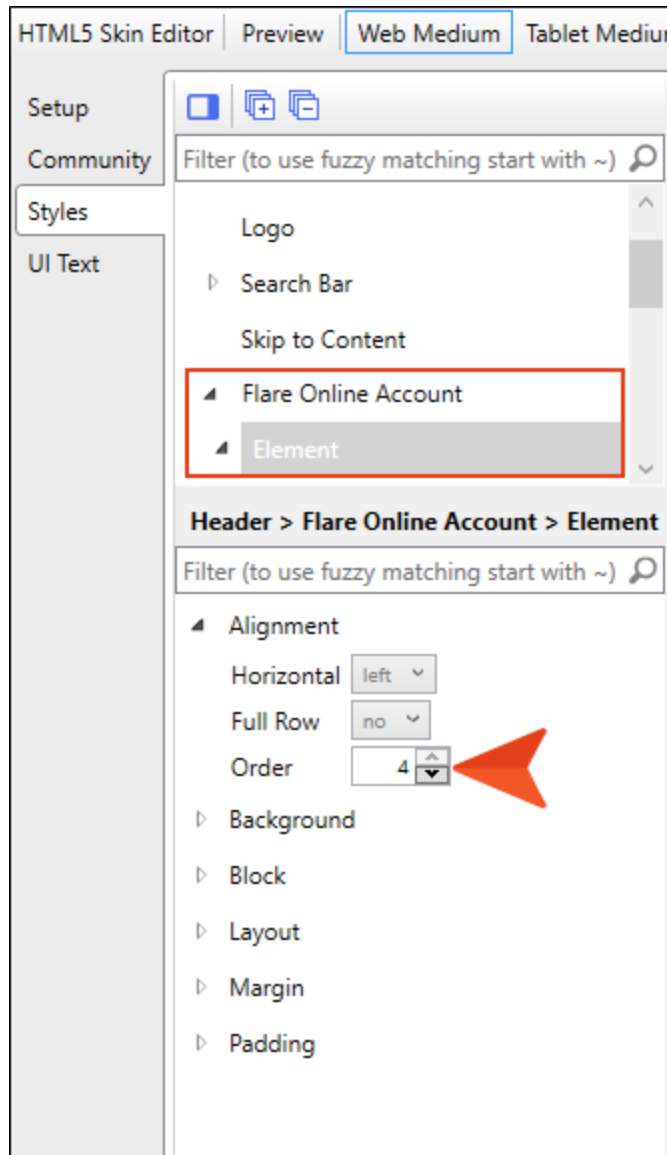 HTML5 Skin Editor Preview Web Medium Tablet Mediu
Setup
Community
Styles
UI Text
Filter (to use fuzzy matching start with ~)
Logo
Search Bar
Skip to Content
Flare Online Account
Element
Header > Flare Online Account > Element
Filter (to use fuzzy matching start with ~)
Alignment
Horizontal left
Full Row no
Order 4
Background
Block
Layout
Margin
Padding